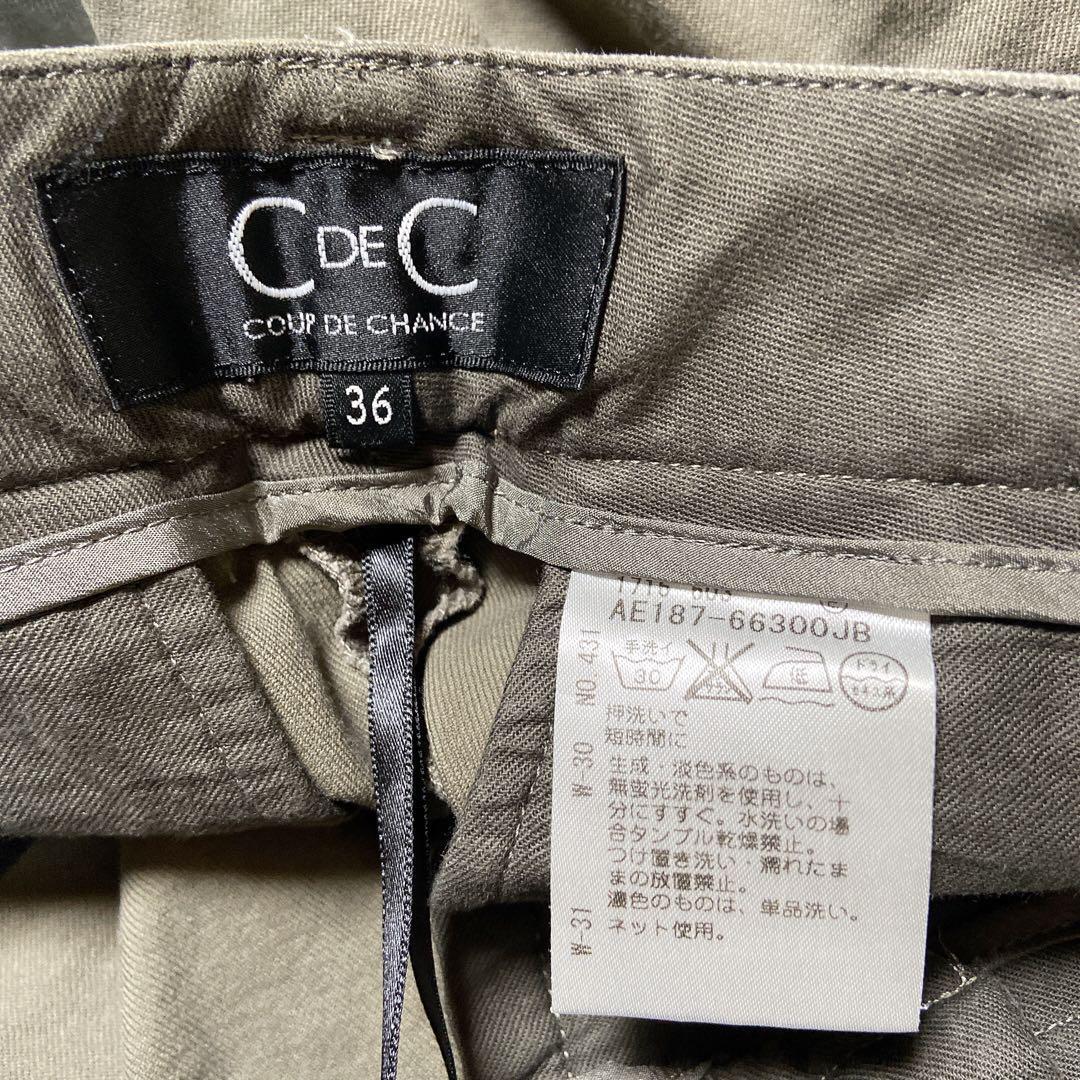 C DE C
COUP DE CHANCE
36
AE187-66300JB
手洗イ
30
低
ドライ
NO.431
W-30
W-31
押洗いで
短時間に
生成・淡色系のものは、
無蛍光洗剤を使用し、十
分にすすぐ。水洗いの場
合タンブル乾燥禁止。
つけ置き洗い・濡れたま
まの放置禁止。
濃色のものは、単品洗い。
ネット使用。